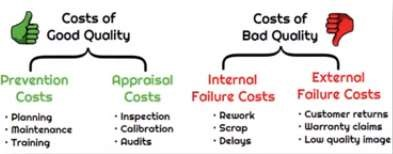 Costs of
Good Quality
Costs of
Bad Quality
Prevention
Costs
• Planning
• Maintenance
• Training
Appraisal
Costs
• Inspection
• Calibration
• Audits
Internal
Failure Costs
• Rework
• Scrap
• Delays
External
Failure Costs
• Customer returns
• Warranty claims
• Low quality image